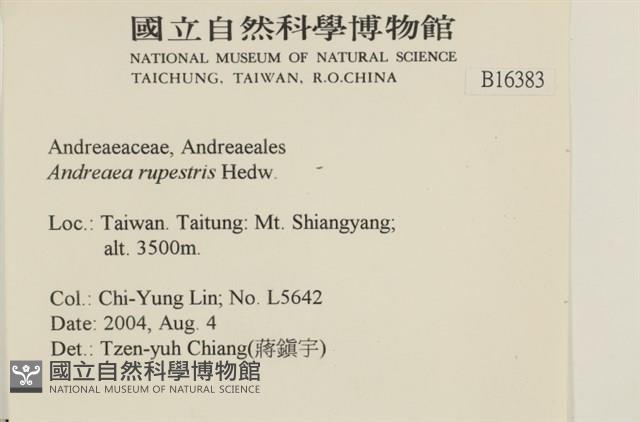 國立自然科學博物館
NATIONAL MUSEUM OF NATURAL SCIENCE
TAICHUNG, TAIWAN, R.O.CHINA
B16383
Andreaeaceae, Andreaeales
Andreaea rupestris Hedw.
Loc.: Taiwan. Taitung: Mt. Shiangyang;
alt. 3500m.
Col.: Chi-Yung Lin; No. L5642
Date: 2004, Aug. 4
Det.: Tzen-yuh Chiang(蔣鎭宇)
國立自然科學博物館
NATIONAL MUSEUM OF NATURAL SCIENCE